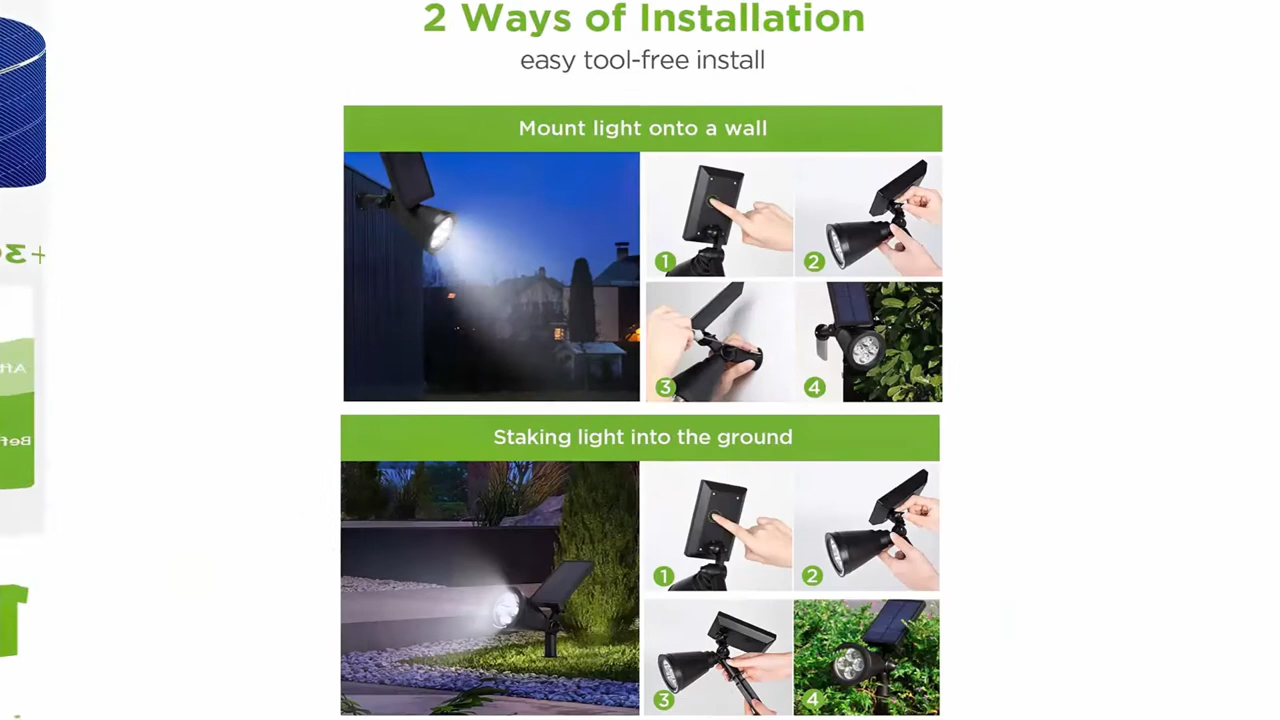 2 Ways of Installation
easy tool-free install
Mount light onto a wall
1
2
3
4
Staking light into the ground
1
2
3
4